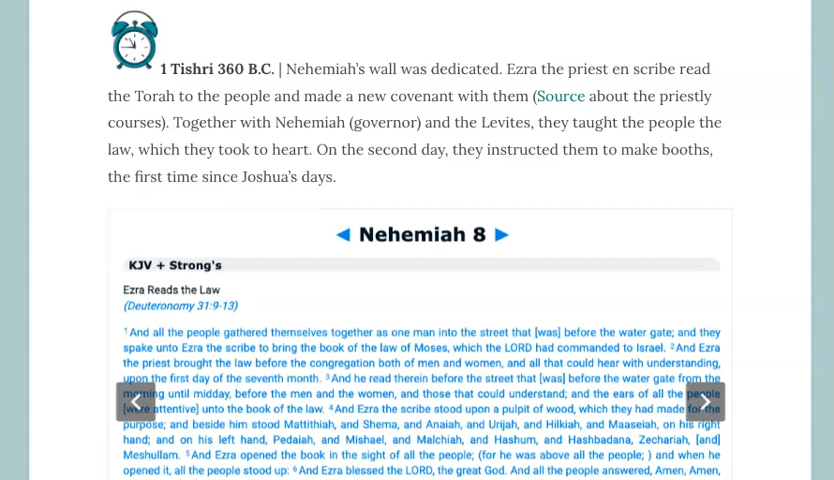 1 Tishri 360 B.C. | Nehemiah's wall was dedicated. Ezra the priest en scribe read
the Torah to the people and made a new covenant with them (Source about the priestly
courses). Together with Nehemiah (governor) and the Levites, they taught the people the
law, which they took to heart. On the second day, they instructed them to make booths,
the first time since Joshua's days.
◄ Nehemiah 8 ►
KJV + Strong's
Ezra Reads the Law
(Deuteronomy 31:9-13)
1 And all the people gathered themselves together as one man into the street that [was] before the water gate; and they
spake unto Ezra the scribe to bring the book of the law of Moses, which the LORD had commanded to Israel. 2 And Ezra
the priest brought the law before the congregation both of men and women, and all that could hear with understanding,
upon the first day of the seventh month. 3 And he read therein before the street that [was] before the water gate from the
morning until midday, before the men and the women, and those that could understand; and the ears of all the people
[were attentive] unto the book of the law. 4 And Ezra the scribe stood upon a pulpit of wood, which they had made for the
purpose; and beside him stood Mattithiah, and Shema, and Anaiah, and Urijah, and Hilkiah, and Maaseiah, on his right
hand; and on his left hand, Pedaiah, and Mishael, and Malchiah, and Hashum, and Hashbadana, Zechariah, [and]
Meshullam. 5 And Ezra opened the book in the sight of all the people; (for he was above all the people; ) and when he
opened it, all the people stood up: 6 And Ezra blessed the LORD, the great God. And all the people answered, Amen, Amen,